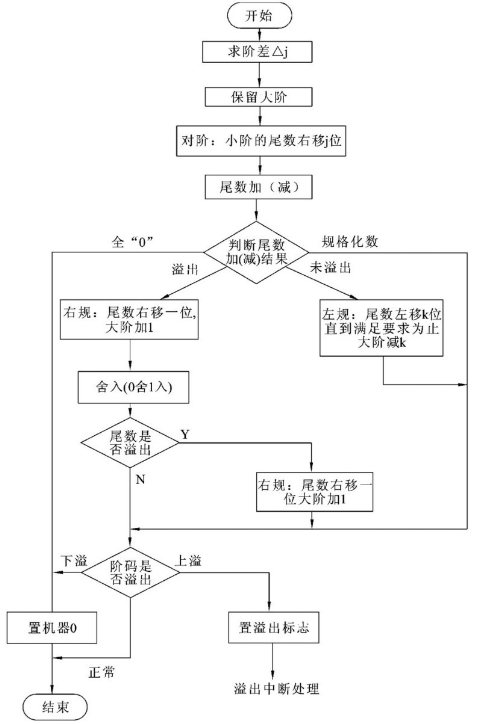 开始
求阶差△j
保留大阶
对阶：小阶的尾数右移j位
尾数加（减）
判断尾数
加(减)结果
全“0”
规格化数
溢出
未溢出
右规：尾数右移一位,
大阶加1
左规：尾数左移k位
直到满足要求为止
大阶减k
舍入(0舍1入)
尾数是
否溢出
Y
N
右规：尾数右移一
位大阶加1
下溢
阶码是
否溢出
上溢
置机器0
置溢出标志
正常
结束
溢出中断处理